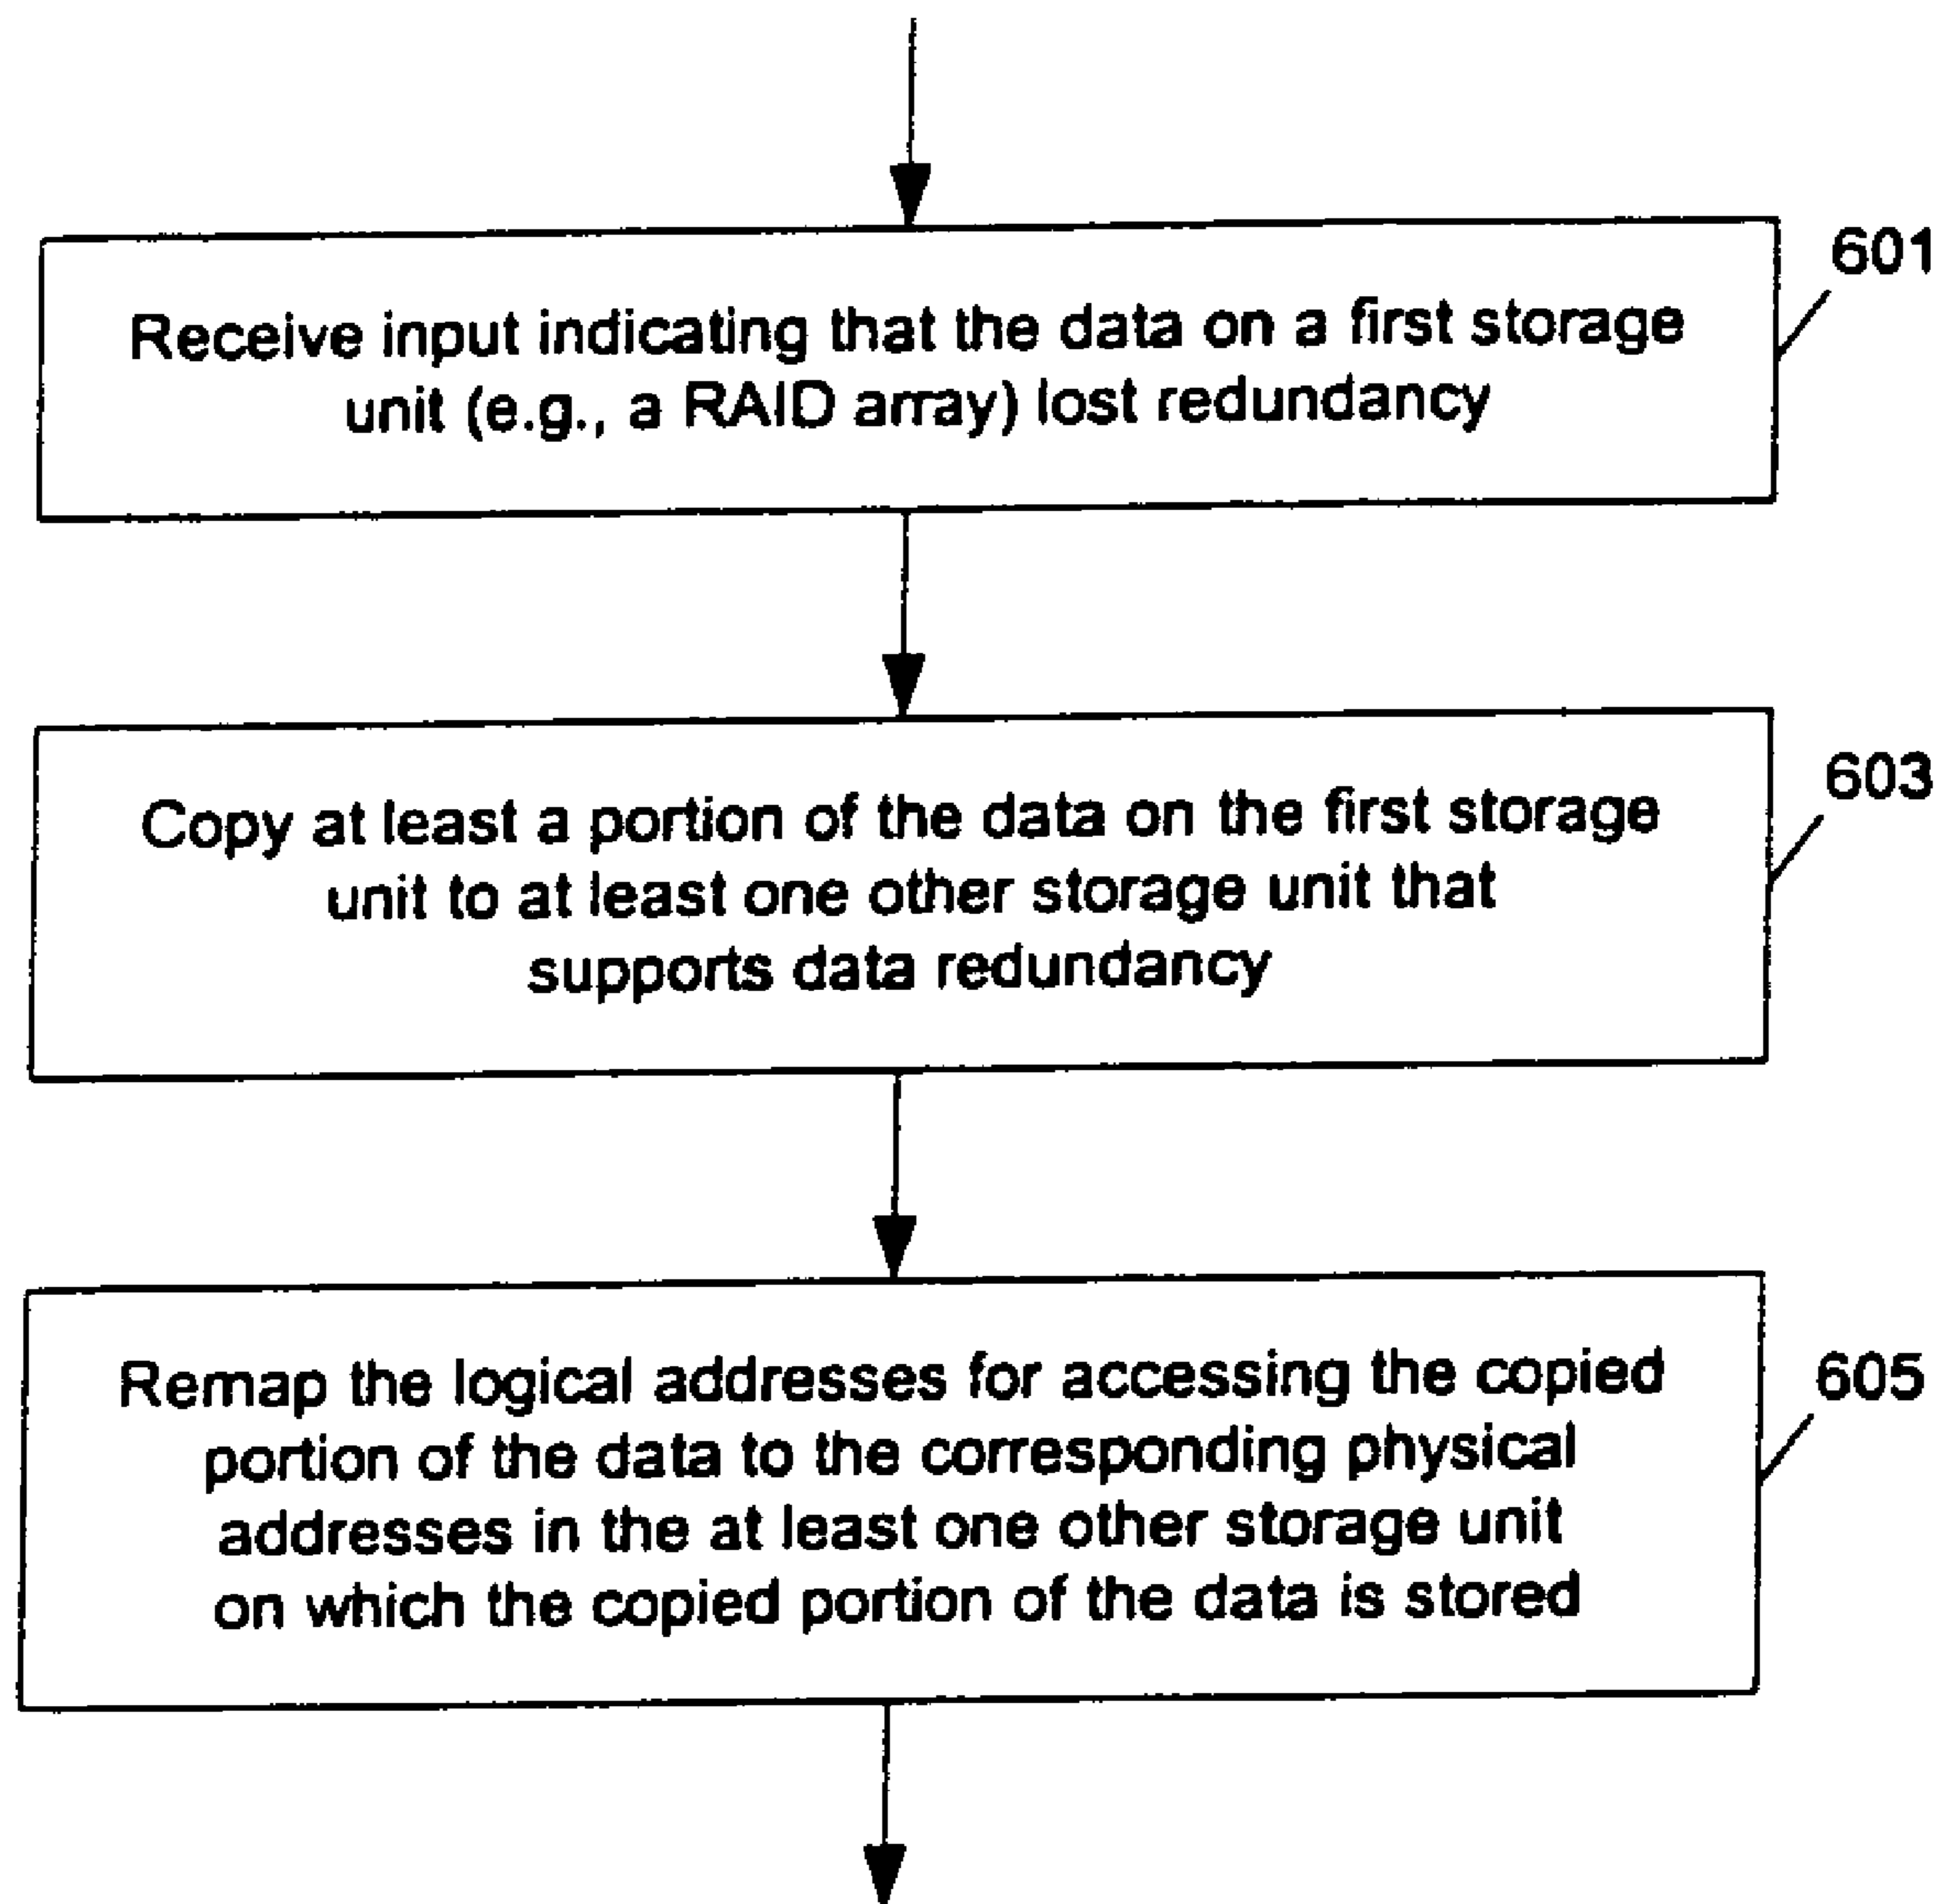 601
Receive input indicating that the data on a first storage
unit (e.g., a RAID array) lost redundancy
603
Copy at least a portion of the data on the first storage
unit to at least one other storage unit that
supports data redundancy
605
Remap the logical addresses for accessing the copied
portion of the data to the corresponding physical
addresses in the at least one other storage unit
on which the copied portion of the data is stored